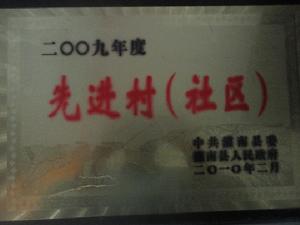 二〇〇九年度
先进村（社区）
中共灌南县委
灌南县人民政府
二〇一〇年二月